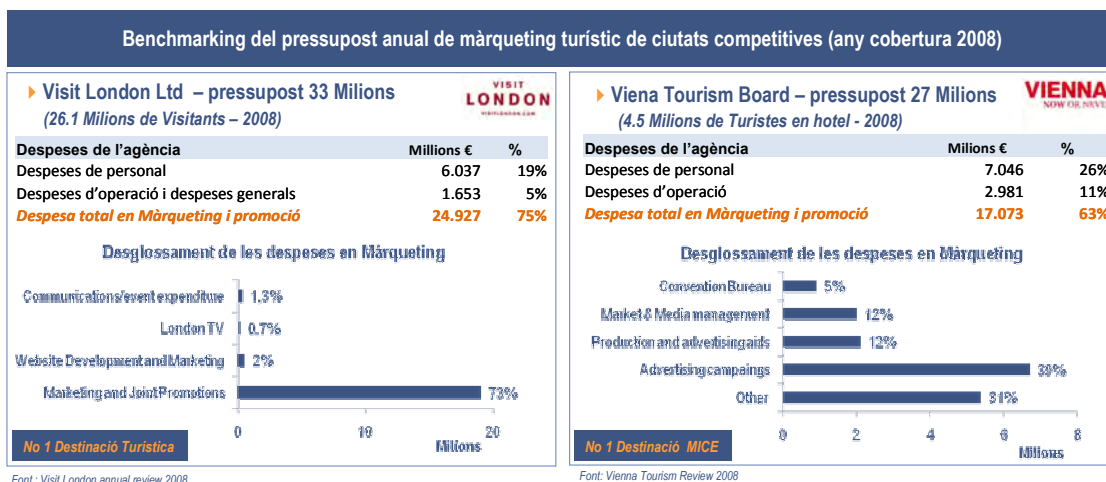 Benchmarking del pressupost anual de màrqueting turístic de ciutats competitives (any cobertura 2008)
Visit London Ltd – pressupost 33 Milions
(26.1 Milions de Visitants – 2008)
VISIT
LONDON
VISITLONDON.COM
Despeses de l'agència Millions € %
Despeses de personal 6.037 19%
Despeses d'operació i despeses generals 1.653 5%
Despesa total en Màrqueting i promoció 24.927 75%
Desglossament de les despeses en Màrqueting
Communications/event expenditure 1.3%
London TV 0.7%
Website Development and Marketing 2%
Marketing and Joint Promotions 73%
0 10 20
Milions
No 1 Destinació Turística
Font : Visit London annual review 2008
Viena Tourism Board – pressupost 27 Milions
(4.5 Milions de Turistes en hotel - 2008)
VIENNA
NOW OR NEVE
Despeses de l'agència Millions € %
Despeses de personal 7.046 26%
Despeses d'operació 2.981 11%
Despesa total en Màrqueting i promoció 17.073 63%
Desglossament de les despeses en Màrqueting
Convention Bureau 5%
Market & Media management 12%
Production and advertising aids 12%
Advertising campaings 39%
Other 31%
0 2 4 6 8
Milions
No 1 Destinació MICE
Font: Vienna Tourism Review 2008